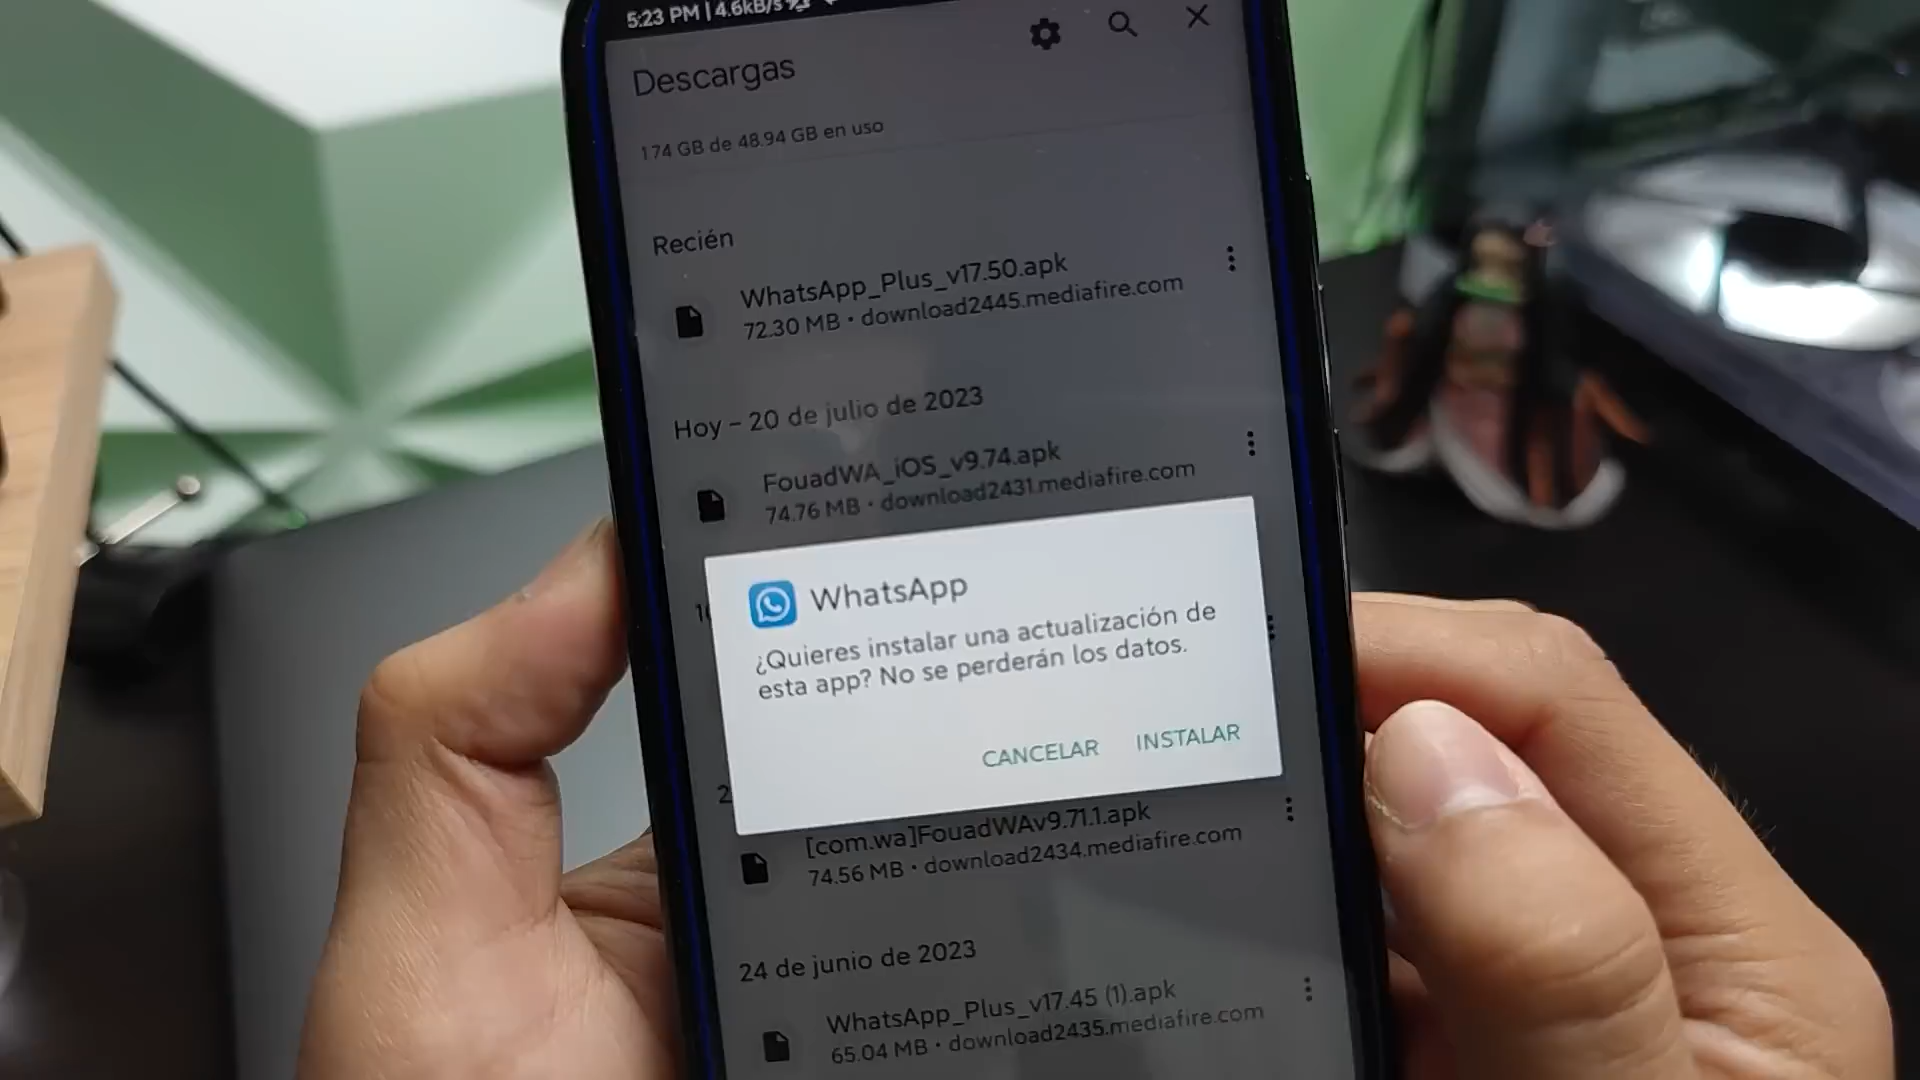 5:23 PM | 4.6kB/s
Descargas
1.74 GB de 48.94 GB en uso
Recién
WhatsApp_Plus_v17.50.apk
72.30 MB • download2445.mediafire.com
Hoy – 20 de julio de 2023
FouadWA_iOS_v9.74.apk
74.76 MB • download2431.mediafire.com
WhatsApp
¿Quieres instalar una actualización de
esta app? No se perderán los datos.
CANCELAR INSTALAR
[com.wa]FouadWAv9.71.1.apk
74.56 MB • download2434.mediafire.com
24 de junio de 2023
WhatsApp_Plus_v17.45 (1).apk
65.04 MB • download2435.mediafire.com